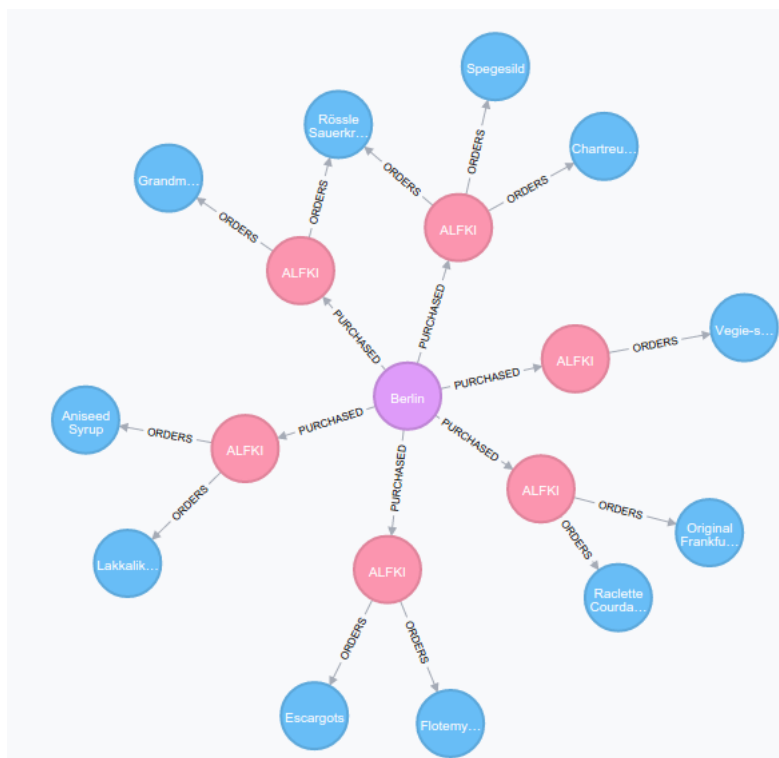 Spegesild
Rössle
Sauerkr...
Chartreu...
Grandm...
ORDERS
ORDERS
ORDERS
ORDERS
ORDERS
ALFKI
ALFKI
PURCHASED
PURCHASED
Vegie-s...
ORDERS
ALFKI
PURCHASED
Berlin
Aniseed
Syrup
ORDERS
PURCHASED
PURCHASED
ALFKI
ORDERS
ALFKI
PURCHASED
ORDERS
Original
Frankfu...
ORDERS
Lakkalik...
ALFKI
Raclette
Courda...
ORDERS
ORDERS
Escargots
Flotemy...